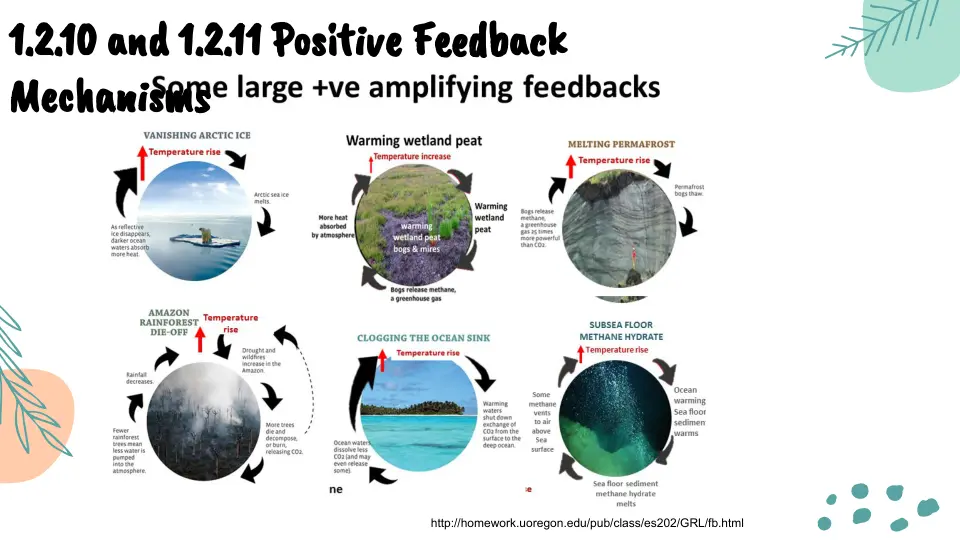 1.2.10 and 1.2.11 Positive Feedback
Mechanisms
Some large +ve amplifying feedbacks
VANISHING ARCTIC ICE
Temperature rise
Arctic sea ice
melts.
As reflective
ice disappears,
darker ocean
waters absorb
more heat.
Warming wetland peat
Temperature increase
Warming
wetland
peat
warming
wetland peat
bogs & mires
More heat
absorbed
by atmosphere
Bogs release methane,
a greenhouse gas
MELTING PERMAFROST
Temperature rise
Permafrost
bogs thaw.
Bogs release
methane,
a greenhouse
gas 25 times
more powerful
than CO2.
AMAZON
RAINFOREST
DIE-OFF
Temperature
rise
Drought and
wildfires
increase in the
Amazon.
More trees
die and
decompose,
or burn,
releasing CO2.
Fewer
rainforest
trees mean
less water is
pumped
into the
atmosphere.
Rainfall
decreases.
CLOGGING THE OCEAN SINK
Temperature rise
Warming
waters
shut down
exchange of
CO2 from the
surface to the
deep ocean.
Ocean waters
dissolve less
CO2 (and may
even release
some).
SUBSEA FLOOR
METHANE HYDRATE
Temperature rise
Ocean
warming
Sea floor
sedimen
warms
Sea floor sediment
methane hydrate
melts
Some
methane
vents
to air
above
Sea
surface
ne
se
http://homework.uoregon.edu/pub/class/es202/GRL/fb.html